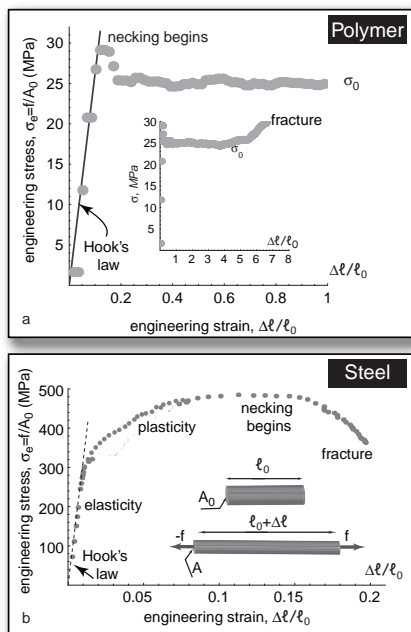 Polymer
necking begins
30
25
20
15
10
5
engineering stress, σe=f/A0 (MPa)
σ0
30
25
20
15
10
5
σ, MPa
fracture
σ0
Δℓ/ℓ0
1 2 3 4 5 6 7 8
Hook's
law
Δℓ/ℓ0
0.2 0.4 0.6 0.8 1
a
engineering strain, Δℓ/ℓ0
Steel
500
400
300
200
100
engineering stress, σe=f/A0 (MPa)
necking
begins
plasticity
fracture
ℓ0
elasticity
A0
ℓ0+Δℓ
-f
f
Hook's
law
A
Δℓ/ℓ0
0.05 0.1 0.15 0.2
b
engineering strain, Δℓ/ℓ0